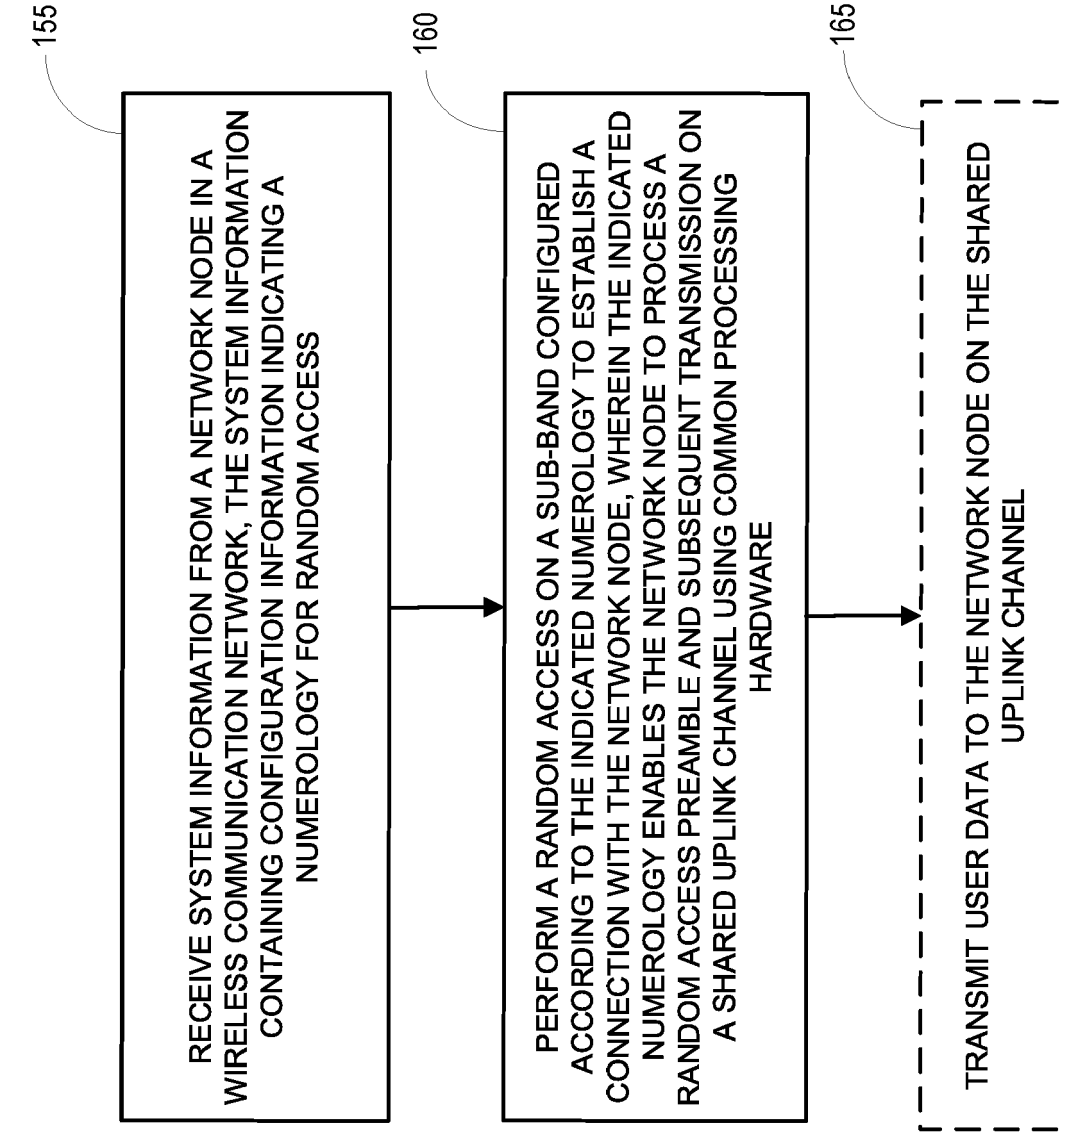 155
RECEIVE SYSTEM INFORMATION FROM A NETWORK NODE IN A
WIRELESS COMMUNICATION NETWORK, THE SYSTEM INFORMATION
CONTAINING CONFIGURATION INFORMATION INDICATING A
NUMEROLOGY FOR RANDOM ACCESS
160
PERFORM A RANDOM ACCESS ON A SUB-BAND CONFIGURED
ACCORDING TO THE INDICATED NUMEROLOGY TO ESTABLISH A
CONNECTION WITH THE NETWORK NODE, WHEREIN THE INDICATED
NUMEROLOGY ENABLES THE NETWORK NODE TO PROCESS A
RANDOM ACCESS PREAMBLE AND SUBSEQUENT TRANSMISSION ON
A SHARED UPLINK CHANNEL USING COMMON PROCESSING
HARDWARE
165
TRANSMIT USER DATA TO THE NETWORK NODE ON THE SHARED
UPLINK CHANNEL